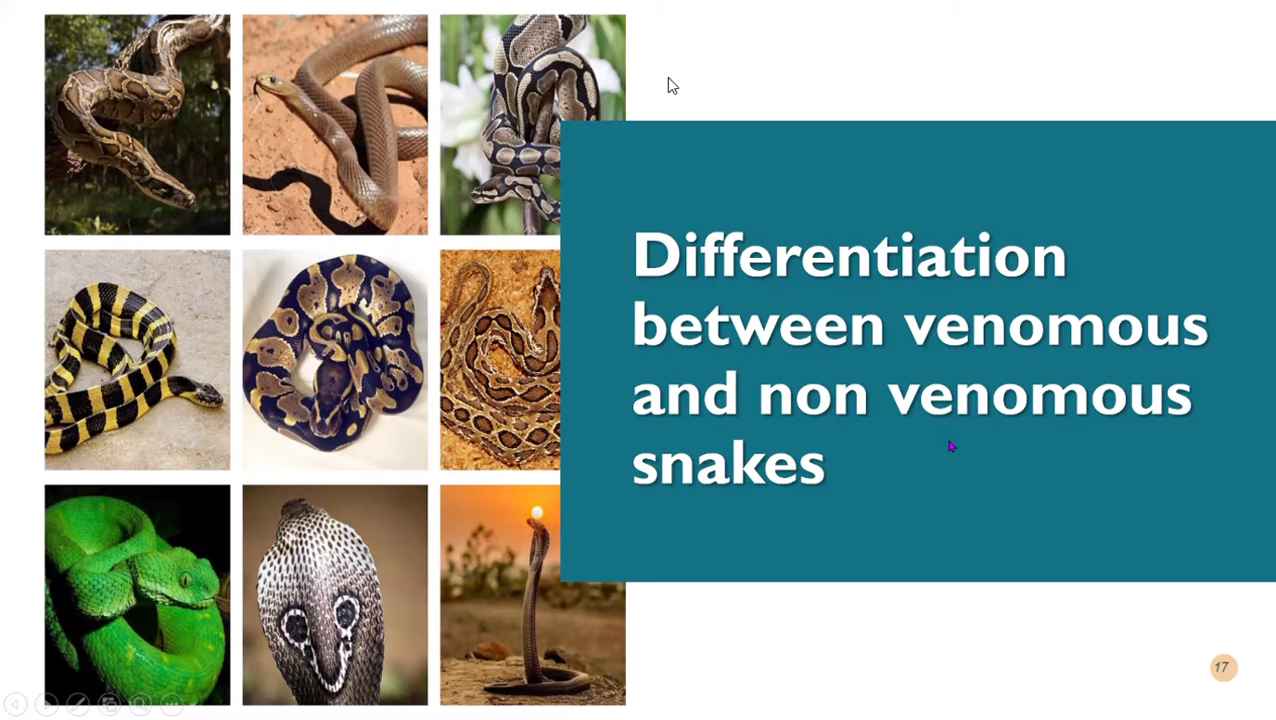 Differentiation
between venomous
and non venomous
snakes
17